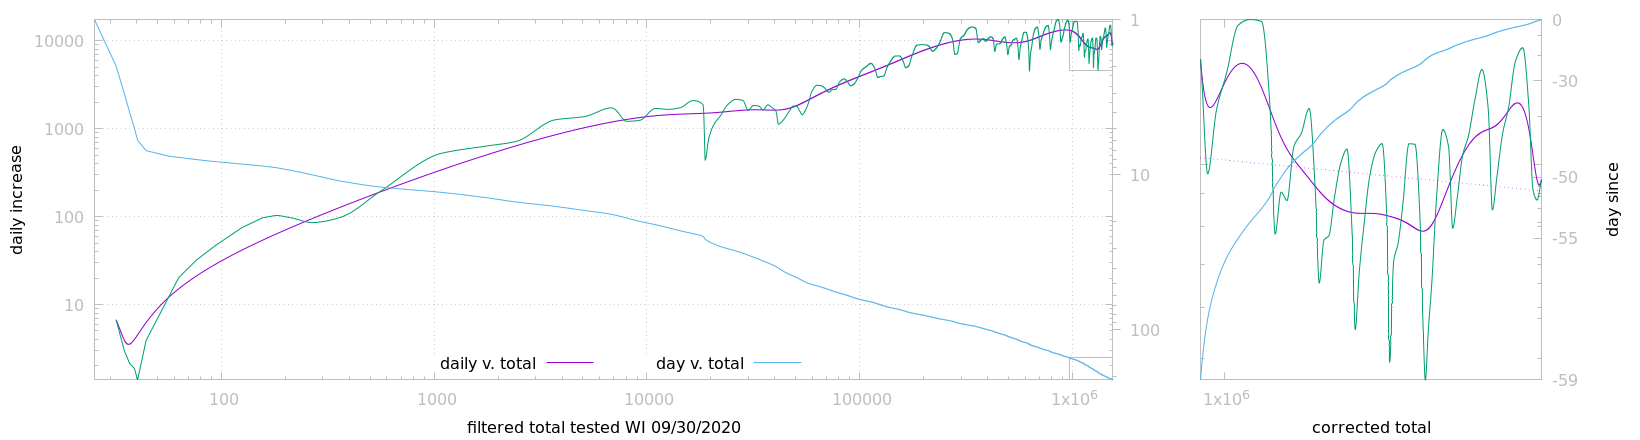 10000
1000
100
10
daily increase
1
10
100
daily v. total
day v. total
100
1000
10000
100000
1x10⁶
filtered total tested WI 09/30/2020
0
-30
-50
-55
-59
day since
1x10⁶
corrected total